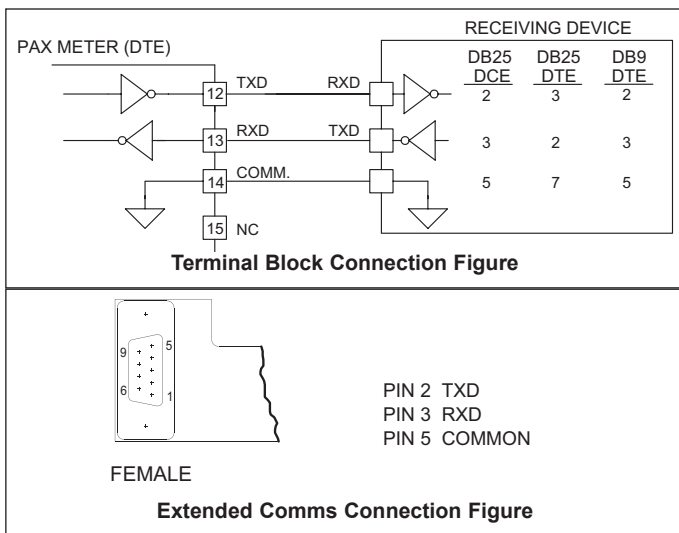 RECEIVING DEVICE
PAX METER (DTE)
DB25 DB25 DB9
DCE DTE DTE
12 TXD RXD 2 3 2
13 RXD TXD 3 2 3
14 COMM. 5 7 5
15 NC
Terminal Block Connection Figure
9 5
6 1
PIN 2 TXD
PIN 3 RXD
PIN 5 COMMON
FEMALE
Extended Comms Connection Figure